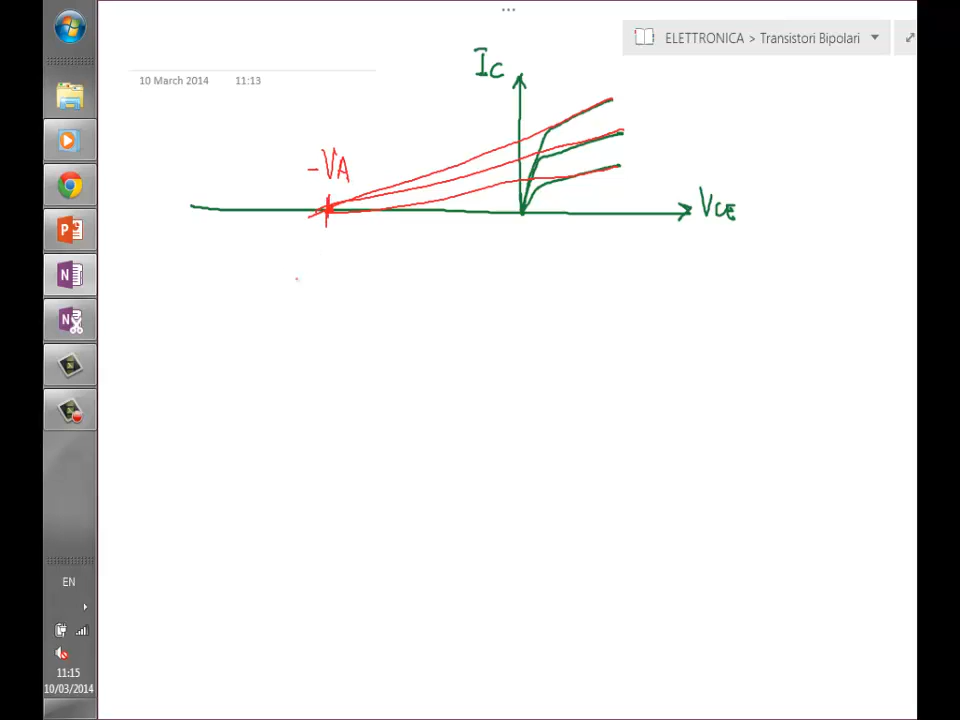 ELETTRONICA > Transistori Bipolari
10 March 2014 11:13
IC
-VA
VCE
P
N
N
EN
11:15
10/03/2014